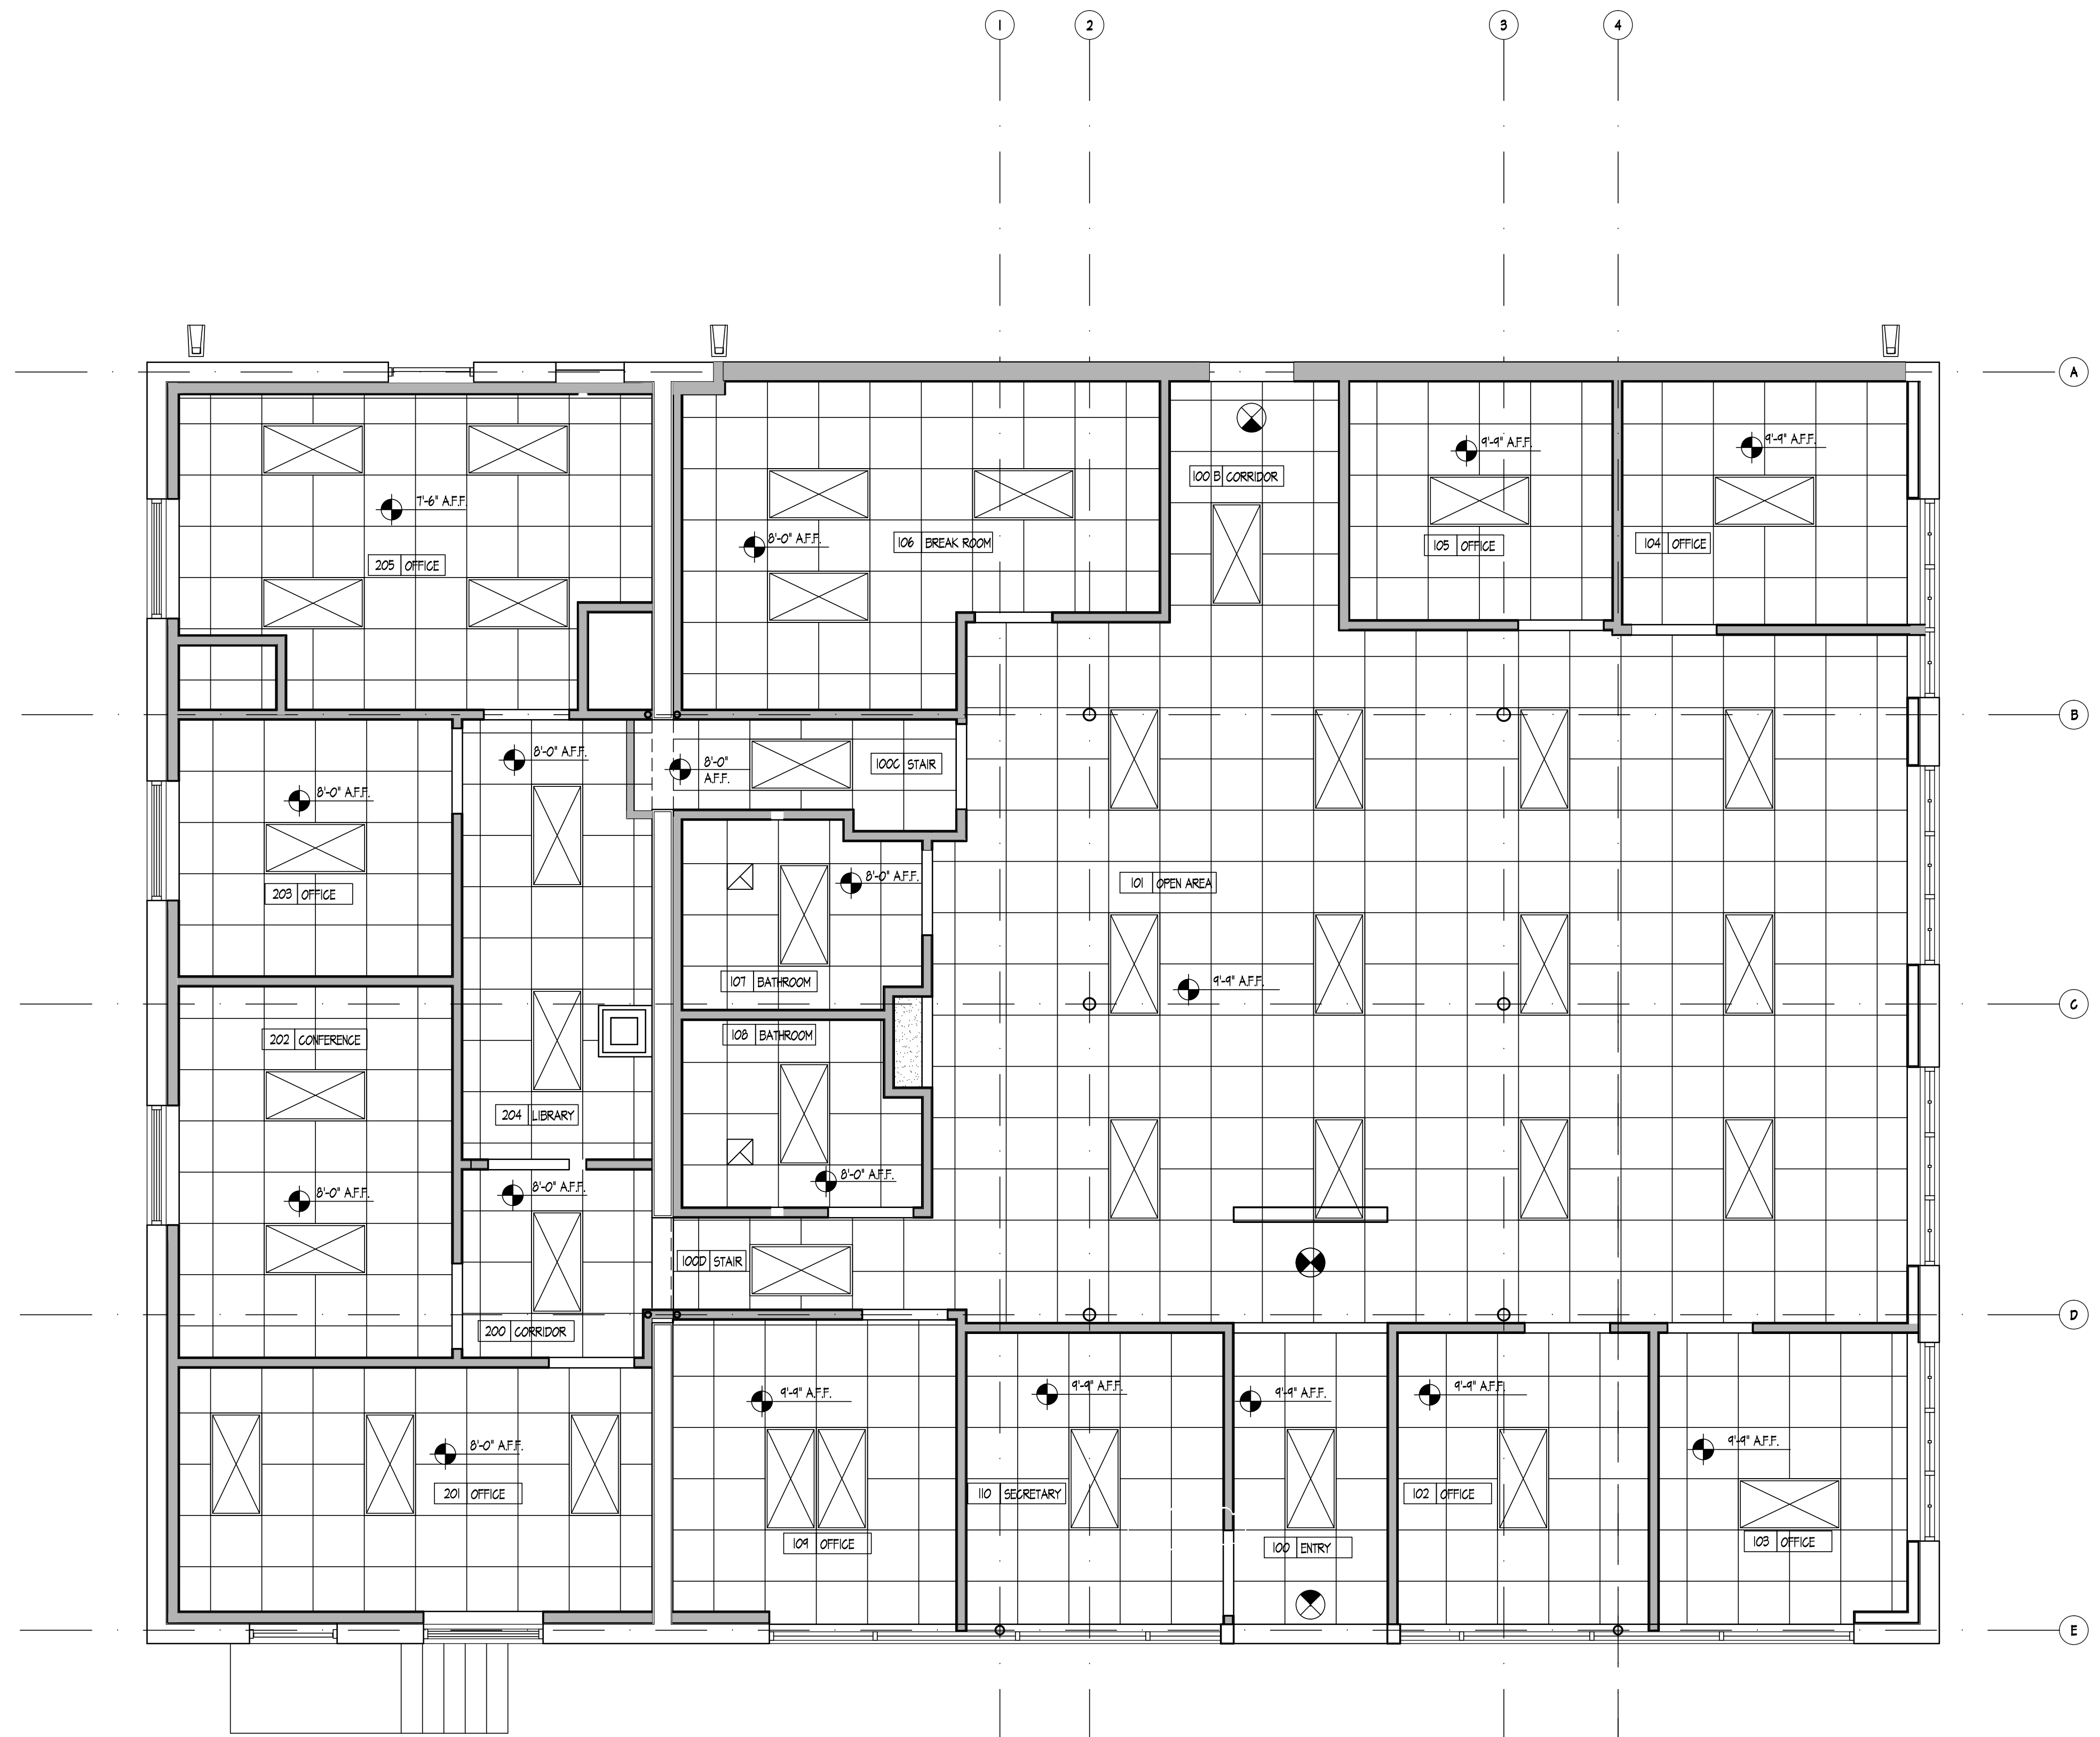 1 2 3 4
A
9'-9" A.F.F.
9'-9" A.F.F.
100 B CORRIDOR
7'-6" A.F.F.
8'-0" A.F.F.
106 BREAK ROOM
105 OFFICE
104 OFFICE
205 OFFICE
B
8'-0" A.F.F.
8'-0"
A.F.F.
100C STAIR
8'-0" A.F.F.
203 OFFICE
8'-0" A.F.F.
101 OPEN AREA
107 BATHROOM
9'-9" A.F.F.
C
202 CONFERENCE
108 BATHROOM
204 LIBRARY
8'-0" A.F.F.
8'-0" A.F.F.
8'-0" A.F.F.
100D STAIR
D
200 CORRIDOR
9'-9" A.F.F.
9'-9" A.F.F.
9'-9" A.F.F.
9'-9" A.F.F.
8'-0" A.F.F.
9'-9" A.F.F.
201 OFFICE
110 SECRETARY
102 OFFICE
109 OFFICE
100 ENTRY
103 OFFICE
E